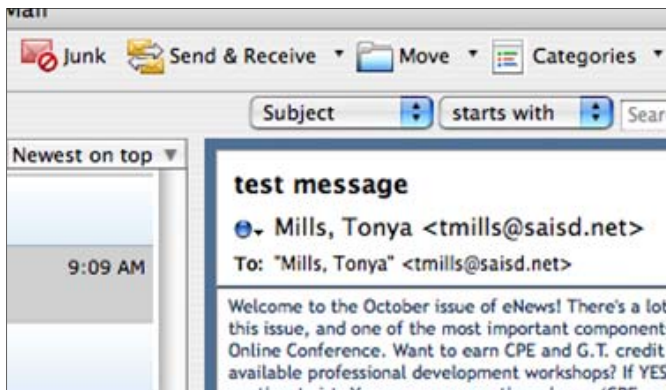 Mail
Junk Send & Receive Move Categories
Subject starts with Sear
Newest on top
test message
Mills, Tonya <tmills@saisd.net>
9:09 AM
To: "Mills, Tonya" <tmills@saisd.net>
Welcome to the October issue of eNews! There's a lot
this issue, and one of the most important components
Online Conference. Want to earn CPE and G.T. credit
available professional development workshops? If YES